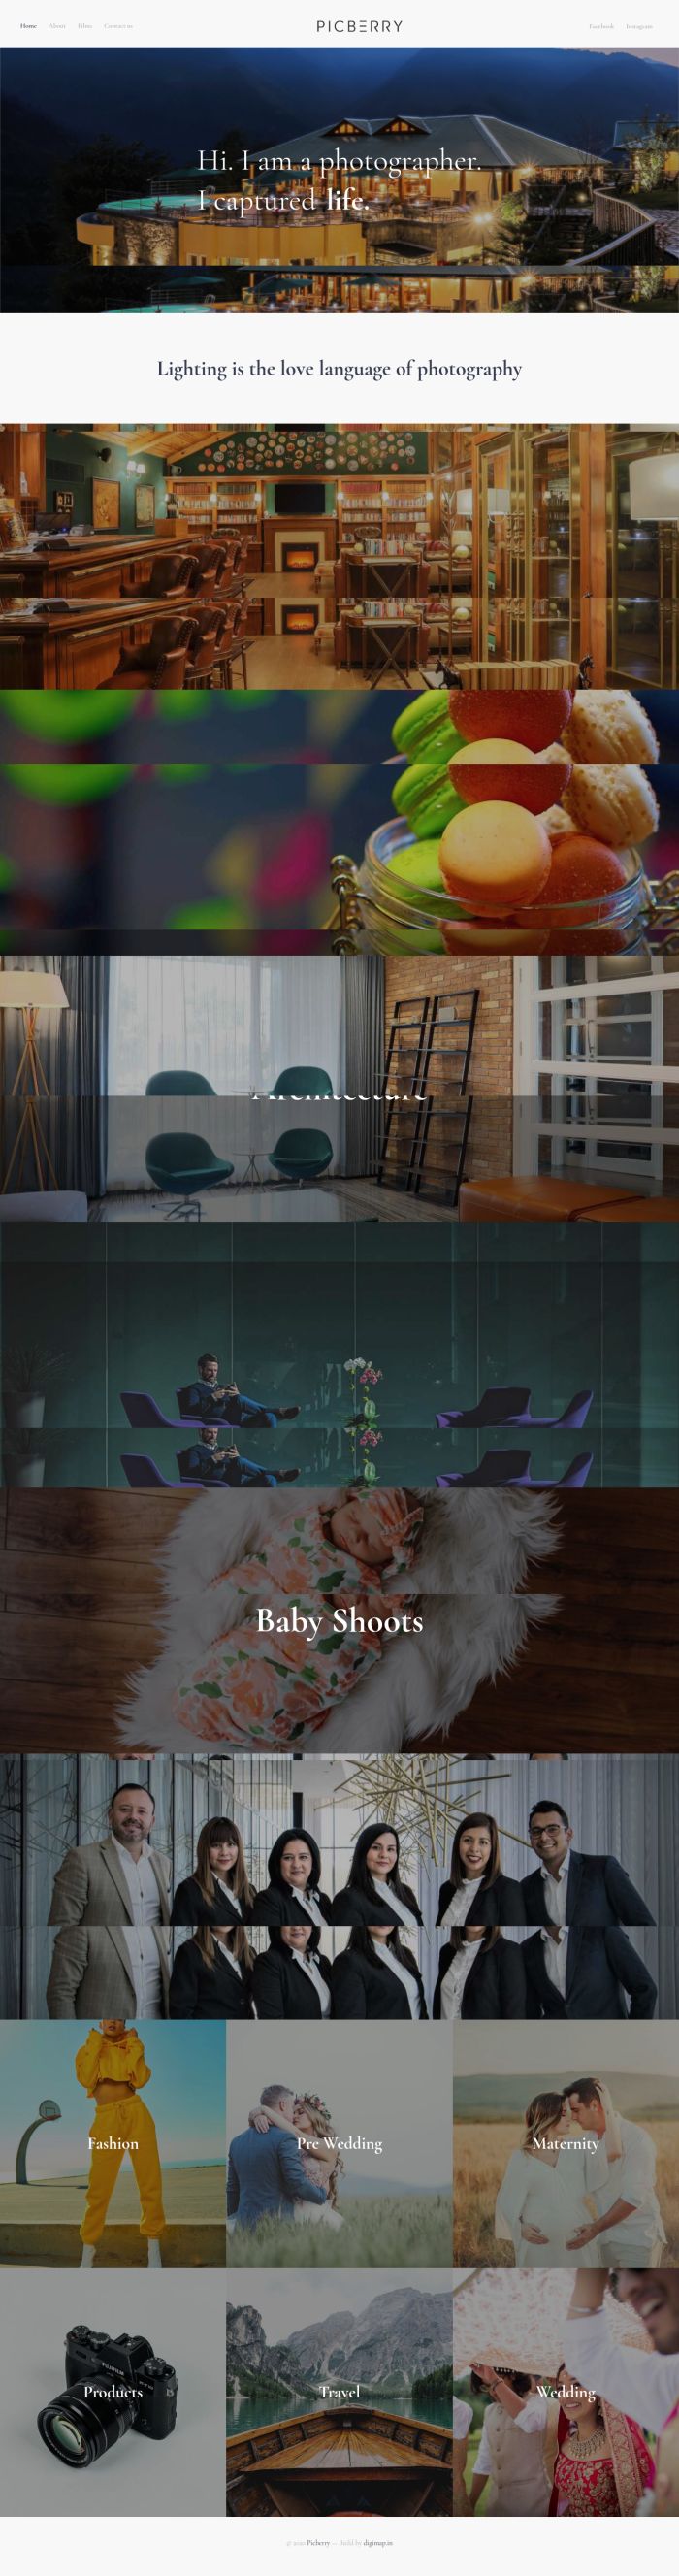 Home About Films Contact us
PICBERRY
Facebook Instagram
Hi. I am a photographer.
I captured life.
Lighting is the love language of photography
Architecture
Baby Shoots
Fashion
Pre Wedding
Maternity
Products
Travel
Wedding
Picberry — Build by digimap.in